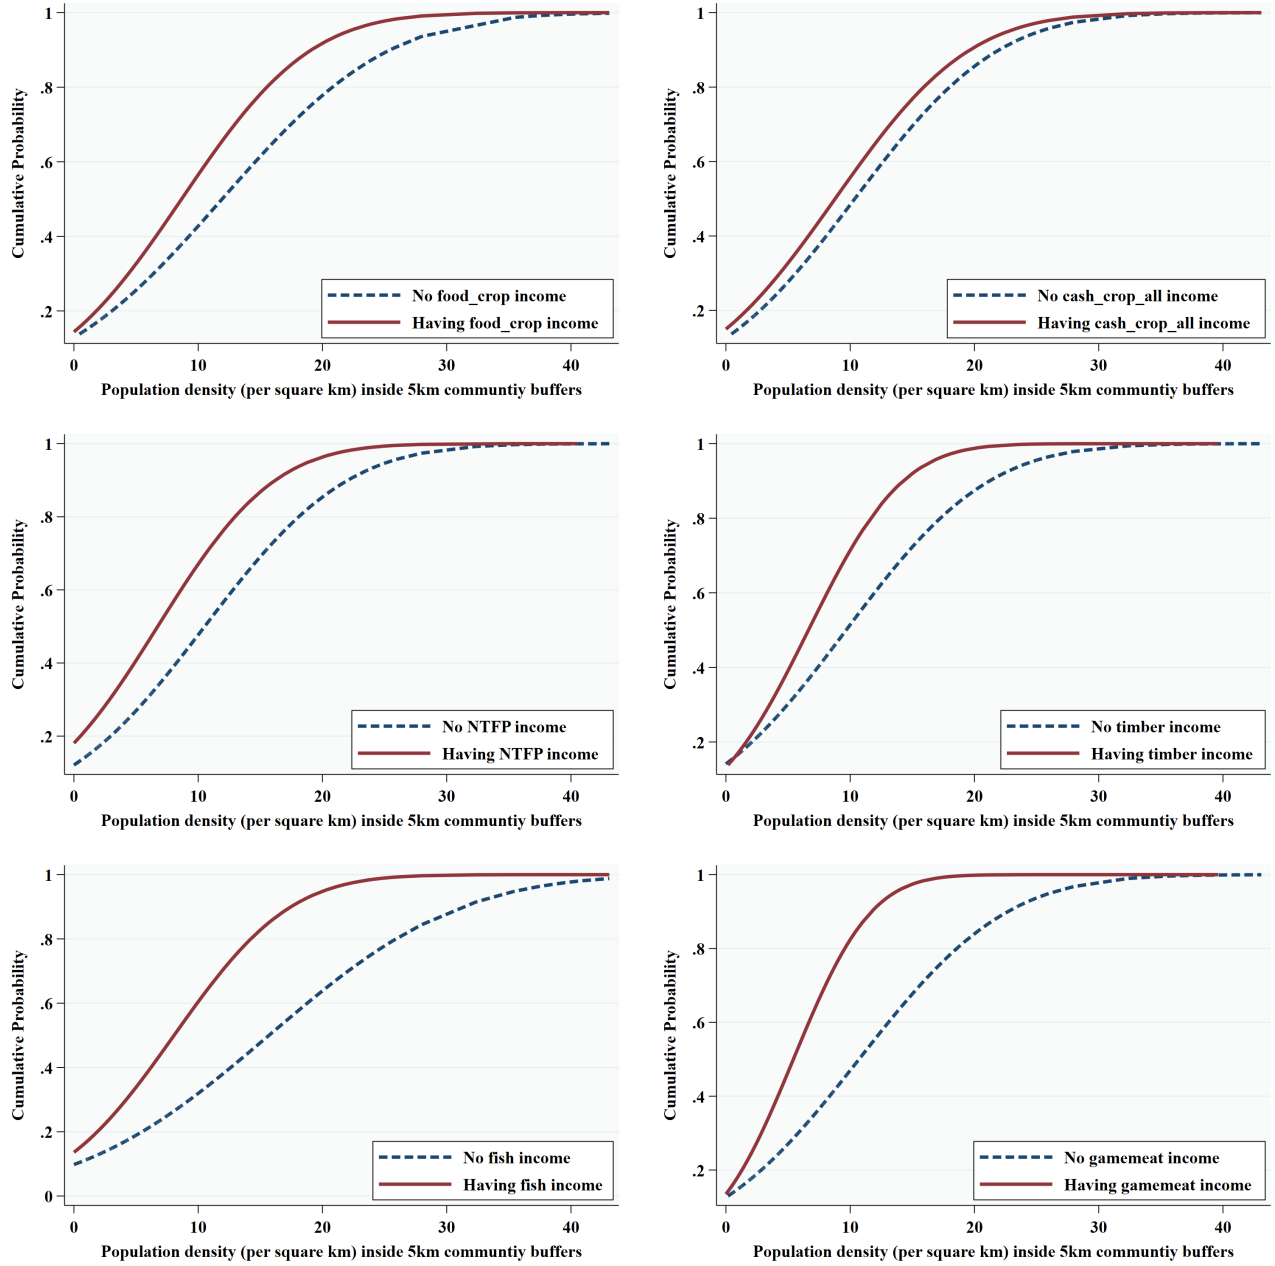 Cumulative Probability
1
.8
.6
.4
.2
No food_crop income
Having food_crop income
0 10 20 30 40
Population density (per square km) inside 5km communtiy buffers
Cumulative Probability
1
.8
.6
.4
.2
No cash_crop_all income
Having cash_crop_all income
0 10 20 30 40
Population density (per square km) inside 5km communtiy buffers
Cumulative Probability
1
.8
.6
.4
.2
No NTFP income
Having NTFP income
0 10 20 30 40
Population density (per square km) inside 5km communtiy buffers
Cumulative Probability
1
.8
.6
.4
.2
No timber income
Having timber income
0 10 20 30 40
Population density (per square km) inside 5km communtiy buffers
Cumulative Probability
1
.8
.6
.4
.2
0
No fish income
Having fish income
0 10 20 30 40
Population density (per square km) inside 5km communtiy buffers
Cumulative Probability
1
.8
.6
.4
.2
No gamemeat income
Having gamemeat income
0 10 20 30 40
Population density (per square km) inside 5km communtiy buffers